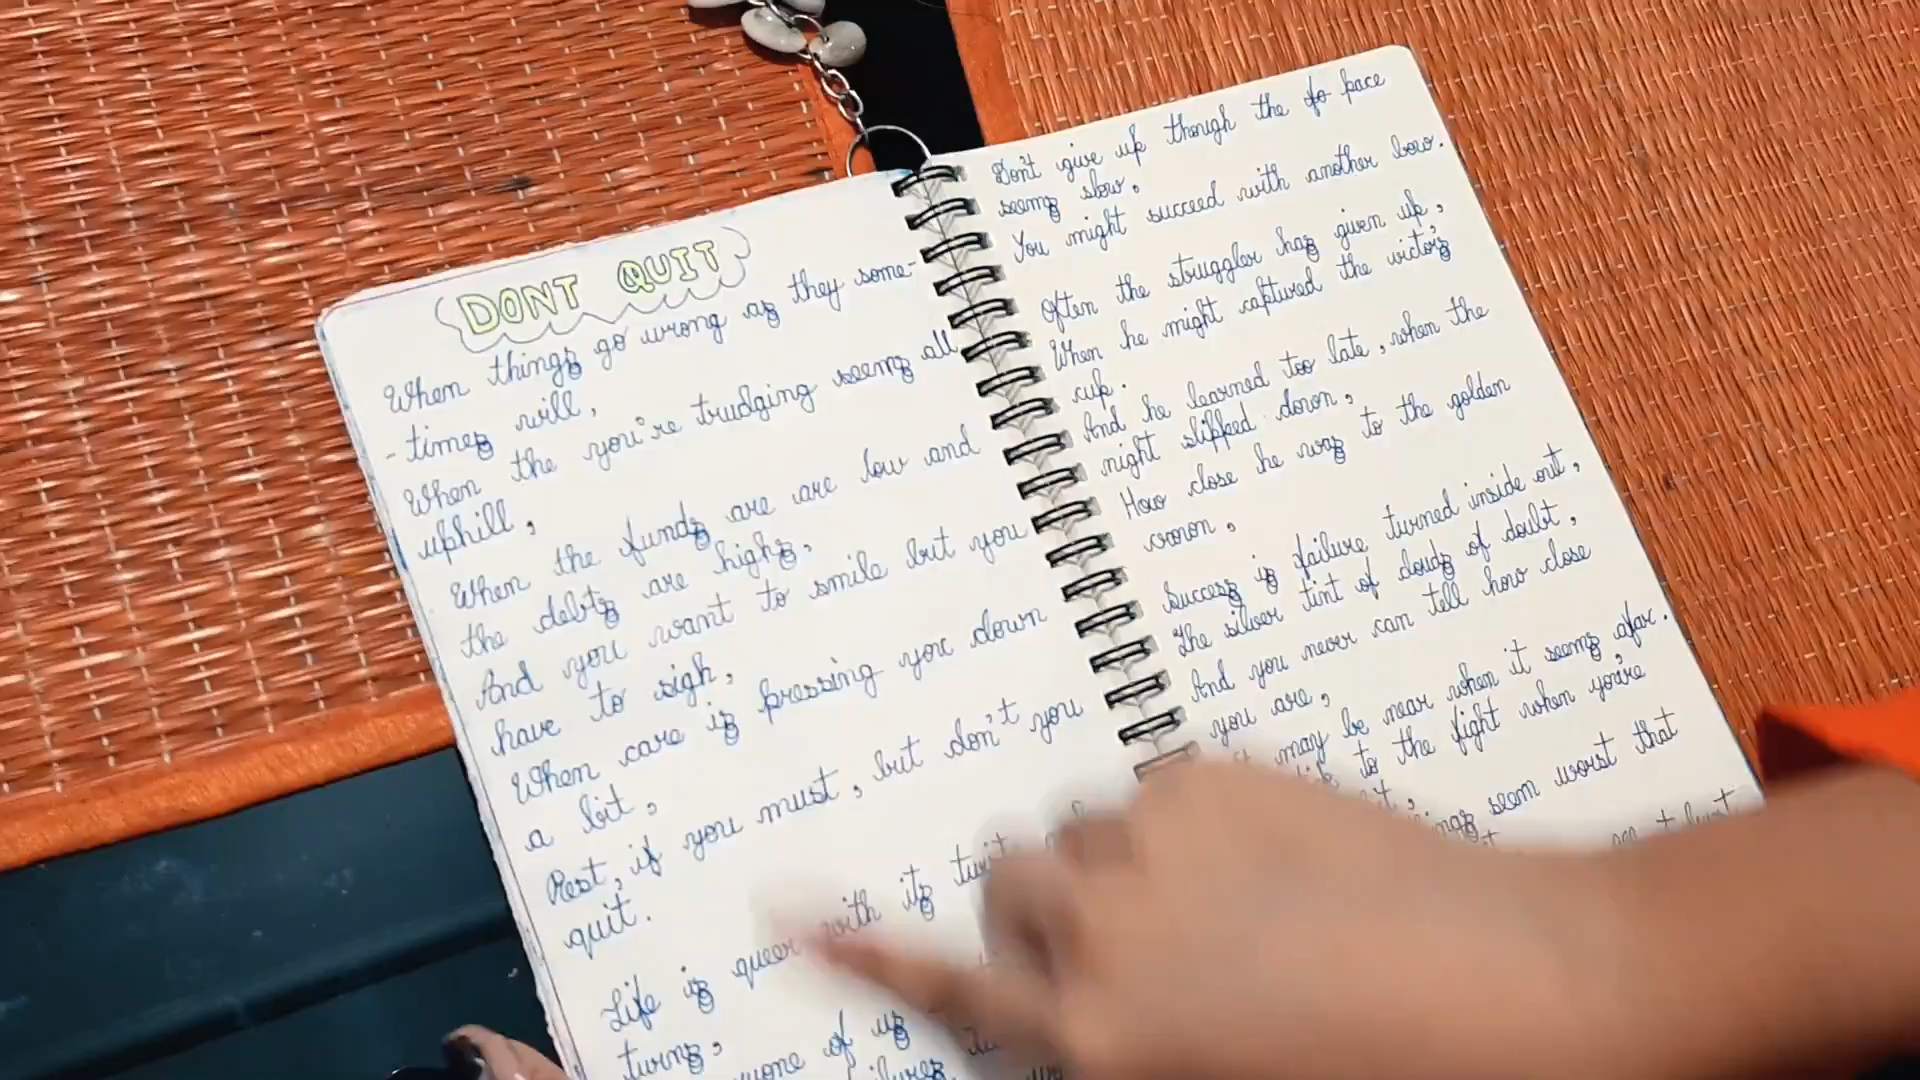 DONT QUIT
When things go wrong as they some-
-times will,
When the you're trudging seems all
uphill,
When the funds are are low and
the debts are highs,
And you want to smile but you
have to sigh,
When care is pressing you down
a bit,
Rest, if you must, but don't you
quit.
Life is queer with its
turns,
of us
Don't give up though the pace
seems slow,
You might succeed with another bow.
Often the struggler has given up,
When he might captured the victor's
cup.
And he learned too late, when the
night slipped down,
How close he was to the golden
crown,
Success is failure turned inside out,
The silver tint of clouds of doubt,
And you never can tell how close
you are,
may be near when it seems afar.
to the fight when you're
seem worst that